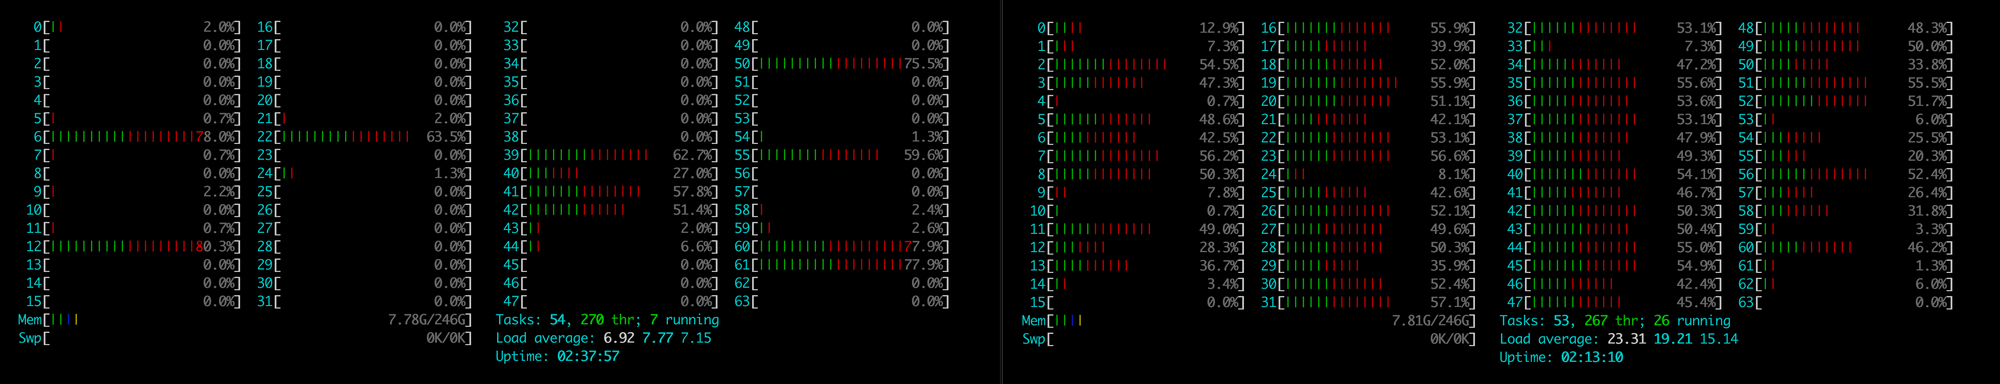 0[|| 2.0%] 16[ 0.0%] 32[ 0.0%] 48[ 0.0%]
1[ 0.0%] 17[ 0.0%] 33[ 0.0%] 49[ 0.0%]
2[ 0.0%] 18[ 0.0%] 34[ 0.0%] 50[||||||||||||||||||||75.5%]
3[ 0.0%] 19[ 0.0%] 35[ 0.0%] 51[ 0.0%]
4[ 0.0%] 20[ 0.0%] 36[ 0.0%] 52[ 0.0%]
5[| 0.7%] 21[| 2.0%] 37[ 0.0%] 53[ 0.0%]
6[||||||||||||||||||||78.0%] 22[||||||||||||||||| 63.5%] 38[ 0.0%] 54[| 1.3%]
7[| 0.7%] 23[ 0.0%] 39[||||||||||||||||| 62.7%] 55[|||||||||||||||| 59.6%]
8[ 0.0%] 24[|| 1.3%] 40[||||||| 27.0%] 56[ 0.0%]
9[| 2.2%] 25[ 0.0%] 41[|||||||||||||||| 57.8%] 57[ 0.0%]
10[ 0.0%] 26[ 0.0%] 42[|||||||||||||| 51.4%] 58[| 2.4%]
11[| 0.7%] 27[ 0.0%] 43[|| 2.0%] 59[|| 2.6%]
12[||||||||||||||||||||80.3%] 28[ 0.0%] 44[|| 6.6%] 60[||||||||||||||||||||77.9%]
13[ 0.0%] 29[ 0.0%] 45[ 0.0%] 61[||||||||||||||||||||77.9%]
14[ 0.0%] 30[ 0.0%] 46[ 0.0%] 62[ 0.0%]
15[ 0.0%] 31[ 0.0%] 47[ 0.0%] 63[ 0.0%]
Mem[|||| 7.78G/246G] Tasks: 54, 270 thr; 7 running
Swp[ 0K/0K] Load average: 6.92 7.77 7.15
Uptime: 02:37:57
0[|||| 12.9%] 16[||||||||||||||| 55.9%] 32[||||||||||||||| 53.1%] 48[|||||||||||||| 48.3%]
1[||| 7.3%] 17[|||||||||||| 39.9%] 33[||| 7.3%] 49[|||||||||||||| 50.0%]
2[|||||||||||||||| 54.5%] 18[||||||||||||||| 52.0%] 34[|||||||||||||| 47.2%] 50[|||||||||| 33.8%]
3[||||||||||||| 47.3%] 19[|||||||||||||||| 55.9%] 35[||||||||||||||| 55.6%] 51[||||||||||||||| 55.5%]
4[| 0.7%] 20[||||||||||||||| 51.1%] 36[|||||||||||||| 53.6%] 52[||||||||||||||| 51.7%]
5[|||||||||||||| 48.6%] 21[|||||||||||| 42.1%] 37[||||||||||||||| 53.1%] 53[|| 6.0%]
6[|||||||||||| 42.5%] 22[||||||||||||||| 53.1%] 38[|||||||||||||| 47.9%] 54[||||||||| 25.5%]
7[||||||||||||||| 56.2%] 23[||||||||||||||| 56.6%] 39[|||||||||||||| 49.3%] 55[||||||| 20.3%]
8[|||||||||||||| 50.3%] 24[||| 8.1%] 40[||||||||||||||| 54.1%] 56[||||||||||||||| 52.4%]
9[|| 7.8%] 25[|||||||||||| 42.6%] 41[||||||||||||| 46.7%] 57[|||||||| 26.4%]
10[| 0.7%] 26[||||||||||||||| 52.1%] 42[||||||||||||||| 50.3%] 58[|||||||||| 31.8%]
11[|||||||||||||| 49.0%] 27[|||||||||||||| 49.6%] 43[|||||||||||||| 50.4%] 59[|| 3.3%]
12[|||||||| 28.3%] 28[|||||||||||||| 50.3%] 44[||||||||||||||| 55.0%] 60[||||||||||||| 46.2%]
13[||||||||||| 36.7%] 29[||||||||||| 35.9%] 45[||||||||||||||| 54.9%] 61[|| 1.3%]
14[|| 3.4%] 30[||||||||||||||| 52.4%] 46[|||||||||||| 42.4%] 62[|| 6.0%]
15[ 0.0%] 31[||||||||||||||| 57.1%] 47[||||||||||||| 45.4%] 63[ 0.0%]
Mem[|||| 7.81G/246G] Tasks: 53, 267 thr; 26 running
Swp[ 0K/0K] Load average: 23.31 19.21 15.14
Uptime: 02:13:10